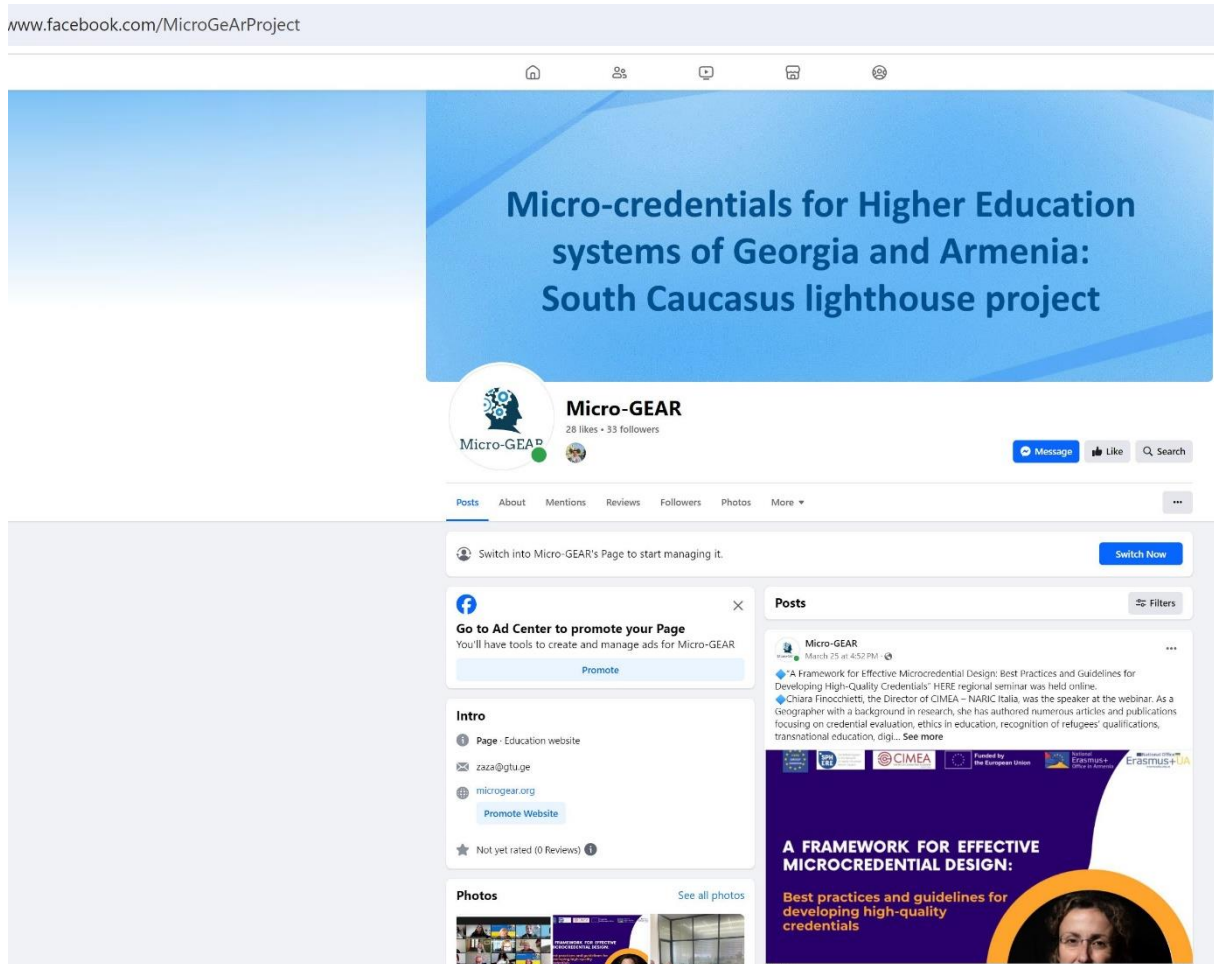 www.facebook.com/MicroGeArProject
Micro-credentials for Higher Education
systems of Georgia and Armenia:
South Caucasus lighthouse project
Micro-GEAR
Micro-GEAR
28 likes • 33 followers
Message
Like
Search
Posts
About
Mentions
Reviews
Followers
Photos
More
Switch into Micro-GEAR's Page to start managing it.
Switch Now
Go to Ad Center to promote your Page
You'll have tools to create and manage ads for Micro-GEAR
Promote
Intro
Page · Education website
zaza@gtu.ge
microgear.org
Promote Website
Not yet rated (0 Reviews)
Photos
See all photos
Posts
Filters
Micro-GEAR
March 25 at 4:52 PM ·
"A Framework for Effective Microcredential Design: Best Practices and Guidelines for
Developing High-Quality Credentials" HERE regional seminar was held online.
Chiara Finocchietti, the Director of CIMEA – NARIC Italia, was the speaker at the webinar. As a
Geographer with a background in research, she has authored numerous articles and publications
focusing on credential evaluation, ethics in education, recognition of refugees' qualifications,
transnational education, digi... See more
SPHERE
CIMEA
Funded by
the European Union
National
Erasmus+
Office in Armenia
Erasmus+UA
A FRAMEWORK FOR EFFECTIVE
MICROCREDENTIAL DESIGN:
Best practices and guidelines for
developing high-quality
credentials